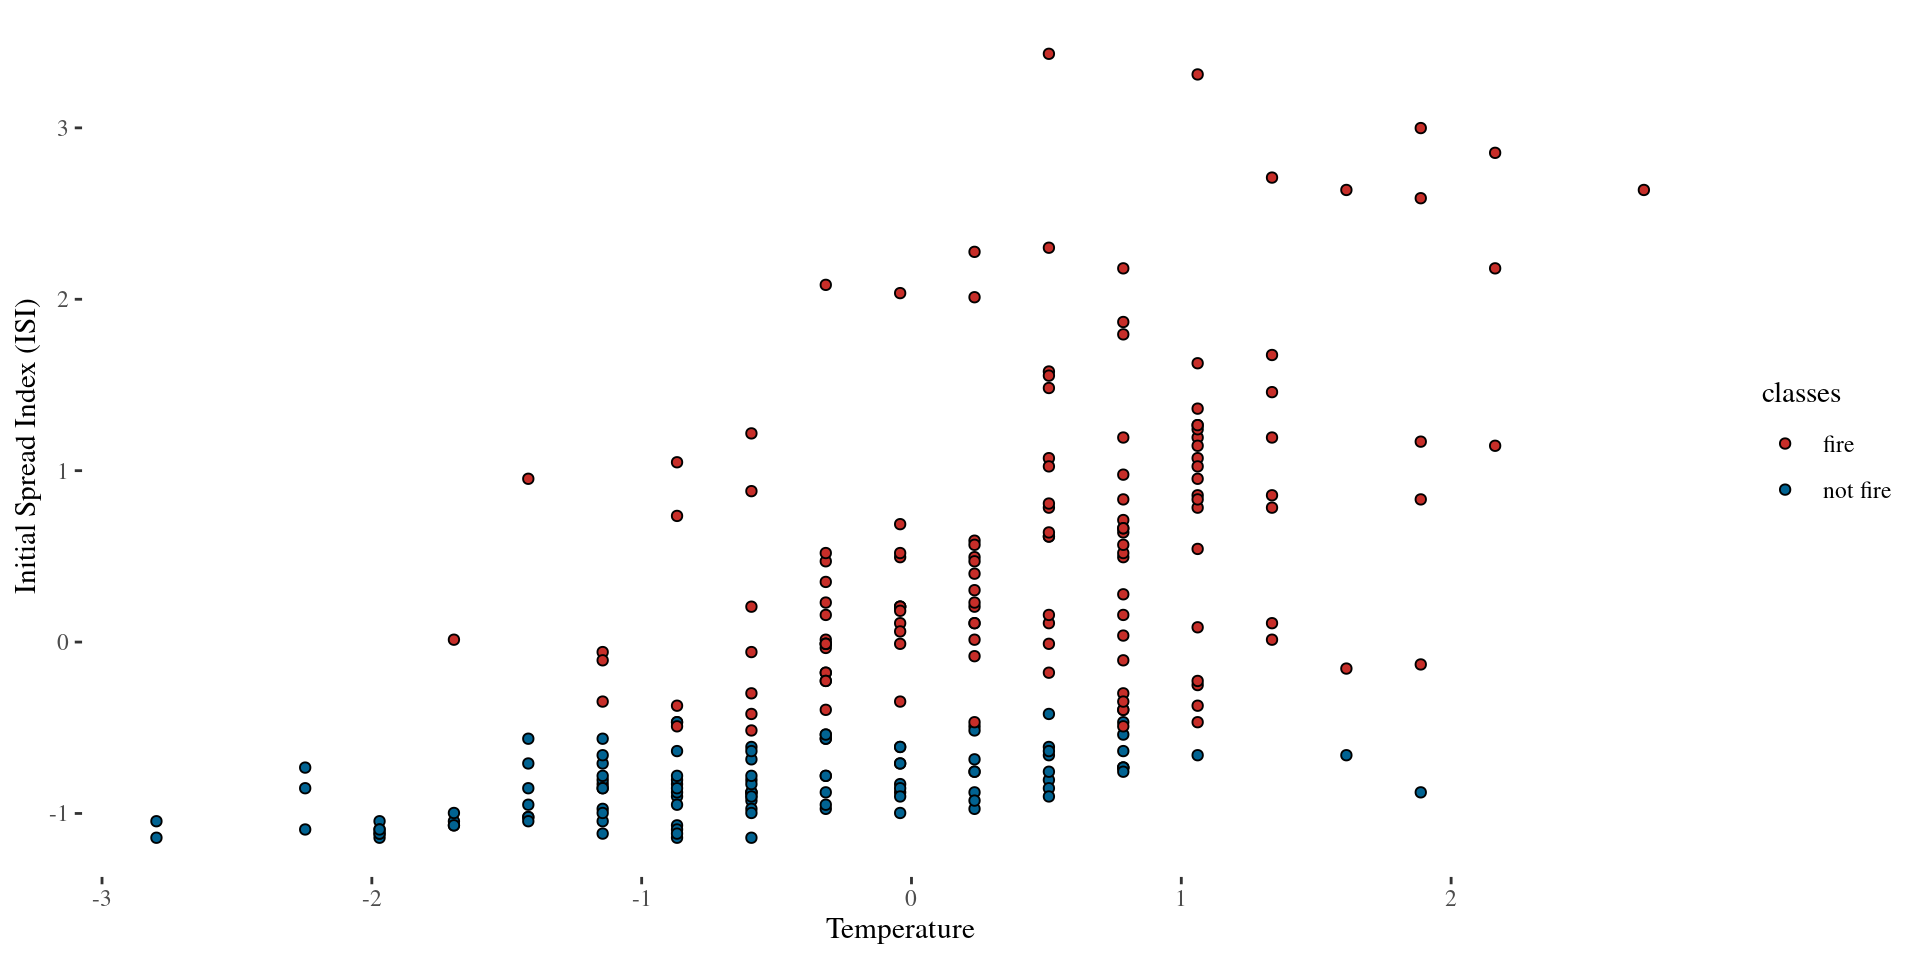 3
2
1
0
-1
-3
-2
-1
0
1
2
Temperature
Initial Spread Index (ISI)
classes
fire
not fire